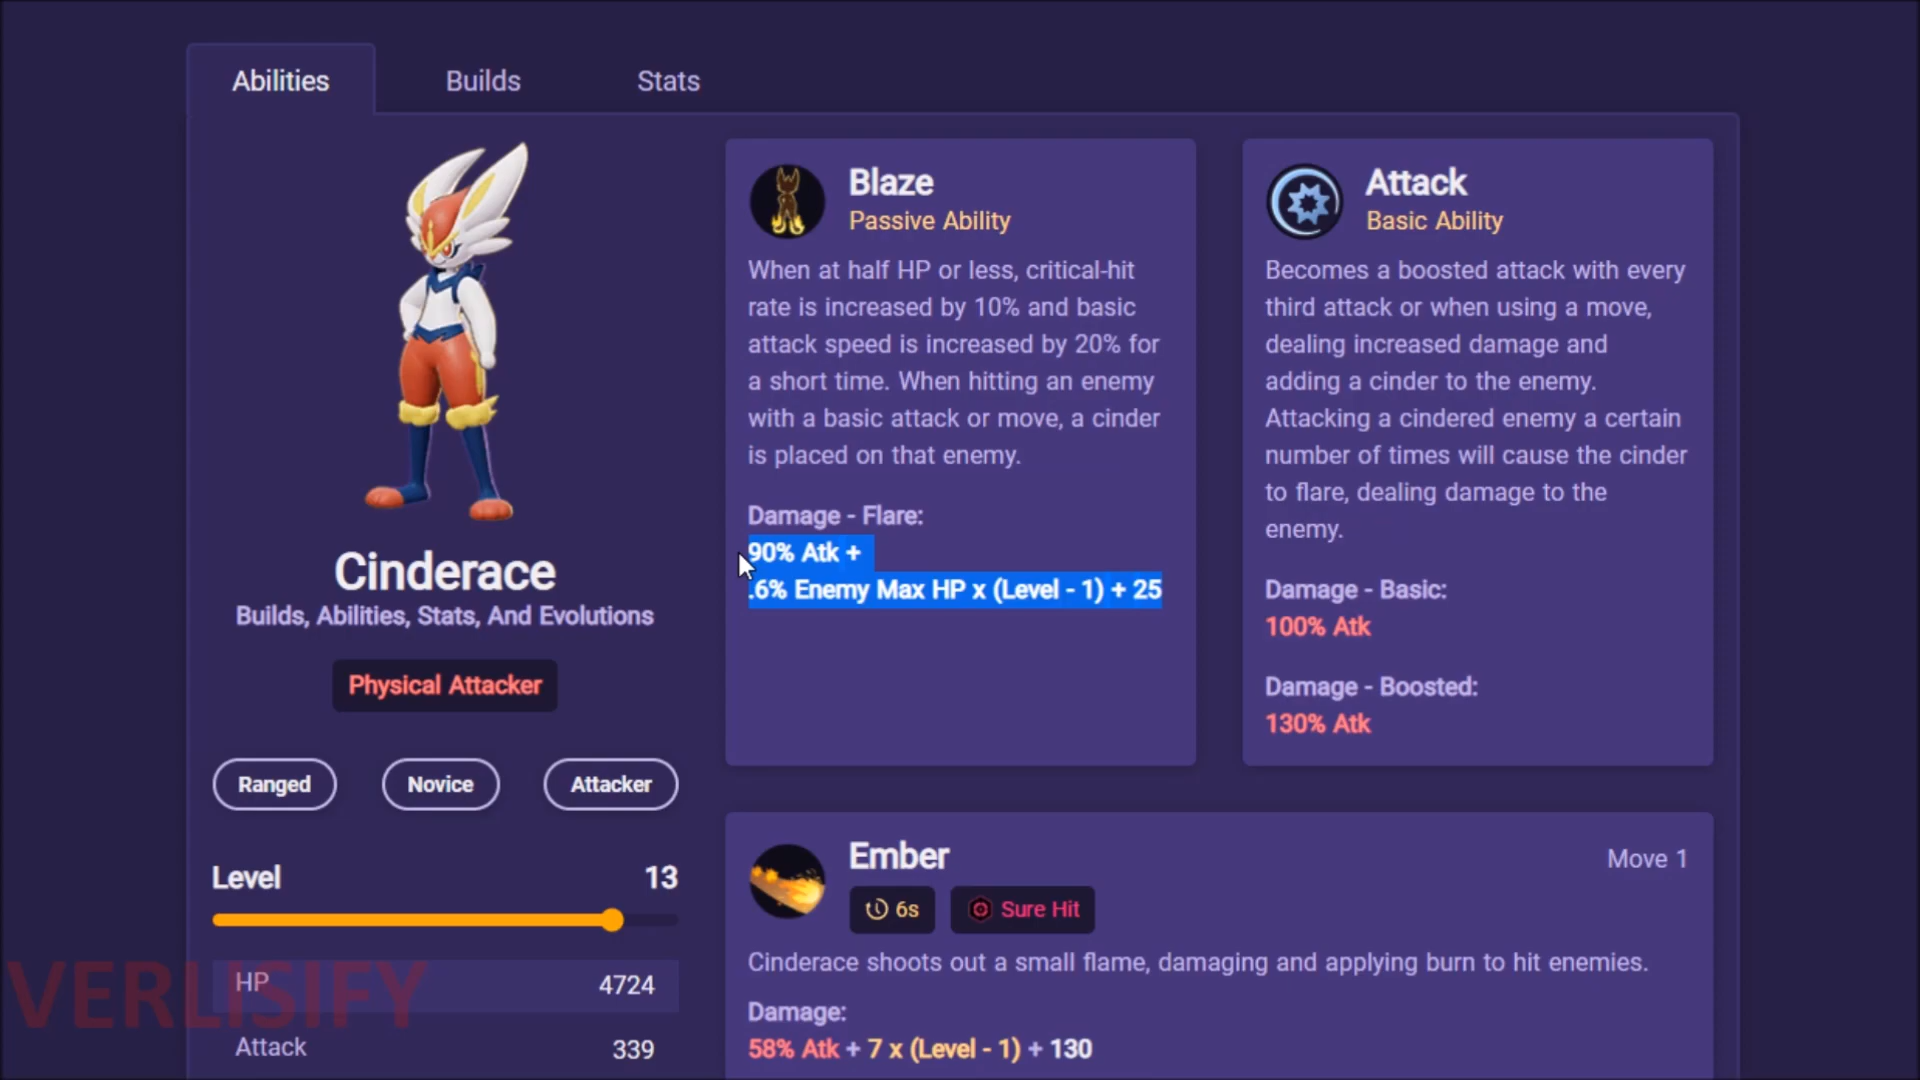 Abilities
Builds
Stats
Cinderace
Builds, Abilities, Stats, And Evolutions
Physical Attacker
Ranged
Novice
Attacker
Level 13
HP 4724
Attack 339
VERLISIFY
Blaze
Passive Ability
When at half HP or less, critical-hit
rate is increased by 10% and basic
attack speed is increased by 20% for
a short time. When hitting an enemy
with a basic attack or move, a cinder
is placed on that enemy.
Damage - Flare:
90% Atk +
.6% Enemy Max HP x (Level - 1) + 25
Attack
Basic Ability
Becomes a boosted attack with every
third attack or when using a move,
dealing increased damage and
adding a cinder to the enemy.
Attacking a cindered enemy a certain
number of times will cause the cinder
to flare, dealing damage to the
enemy.
Damage - Basic:
100% Atk
Damage - Boosted:
130% Atk
Ember
Move 1
6s
Sure Hit
Cinderace shoots out a small flame, damaging and applying burn to hit enemies.
Damage:
58% Atk + 7 x (Level - 1) + 130